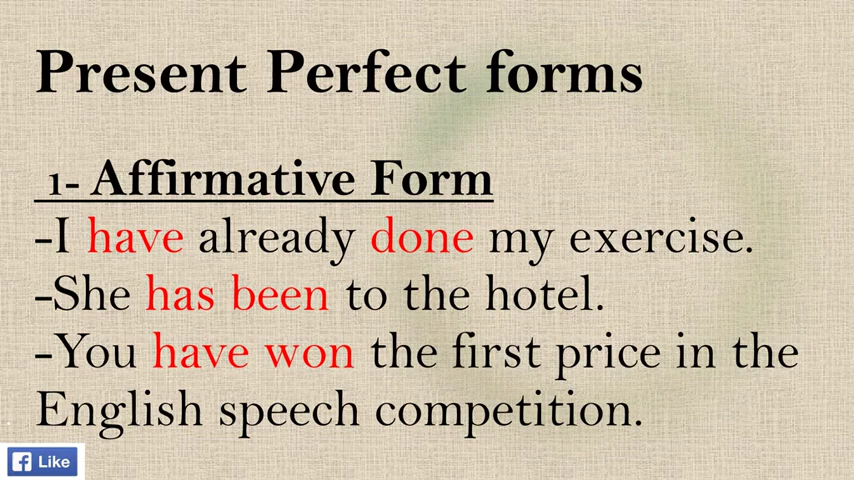 Present Perfect forms
1- Affirmative Form
-I have already done my exercise.
-She has been to the hotel.
-You have won the first price in the
English speech competition.
f Like